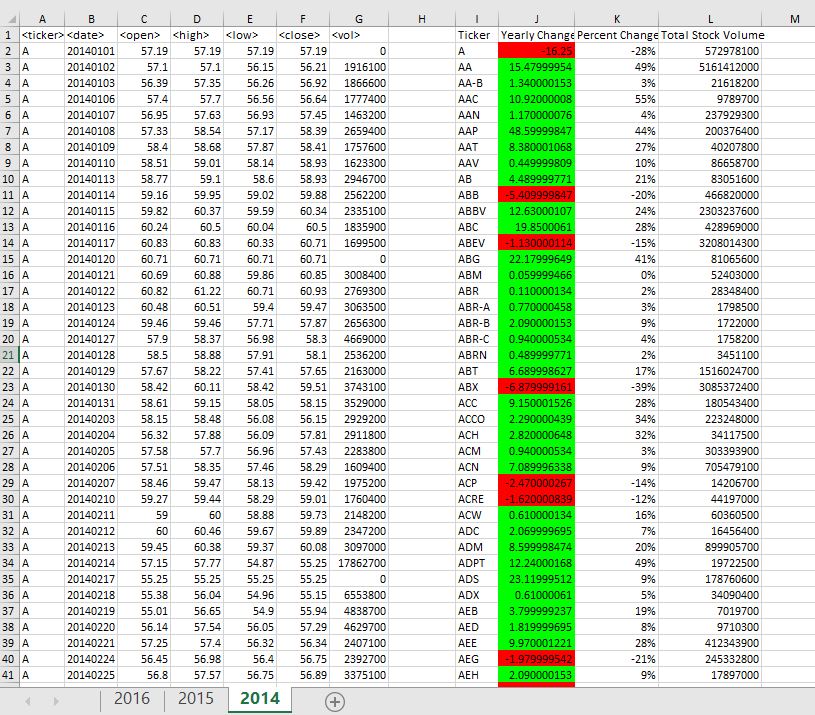 A B C D E F G H I J K L M
1 <ticker> <date> <open> <high> <low> <close> <vol> Ticker Yearly Change Percent Change Total Stock Volume
2 A 20140101 57.19 57.19 57.19 57.19 0 A -16.25 -28% 572978100
3 A 20140102 57.1 57.1 56.15 56.21 1916100 AA 15.47999954 49% 5161412000
4 A 20140103 56.39 57.35 56.26 56.92 1866600 AA-B 1.340000153 3% 21618200
5 A 20140106 57.4 57.7 56.56 56.64 1777400 AAC 10.92000008 55% 9789700
6 A 20140107 56.95 57.63 56.93 57.45 1463200 AAN 1.170000076 4% 237929300
7 A 20140108 57.33 58.54 57.17 58.39 2659400 AAP 48.59999847 44% 200376400
8 A 20140109 58.4 58.68 57.87 58.41 1757600 AAT 8.380001068 27% 40207800
9 A 20140110 58.51 59.01 58.14 58.93 1623300 AAV 0.449999809 10% 86658700
10 A 20140113 58.77 59.1 58.6 58.93 2946700 AB 4.489999771 21% 83051600
11 A 20140114 59.16 59.95 59.02 59.88 2562200 ABB -5.409999847 -20% 466820000
12 A 20140115 59.82 60.37 59.59 60.34 2335100 ABBV 12.63000107 24% 2303237600
13 A 20140116 60.24 60.5 60.04 60.5 1835900 ABC 19.8500061 28% 428969000
14 A 20140117 60.83 60.83 60.33 60.71 1699500 ABEV -1.130000114 -15% 3208014300
15 A 20140120 60.71 60.71 60.71 60.71 0 ABG 22.17999649 41% 81065600
16 A 20140121 60.69 60.88 59.86 60.85 3008400 ABM 0.059999466 0% 52403000
17 A 20140122 60.82 61.22 60.71 60.93 2769300 ABR 0.110000134 2% 28348400
18 A 20140123 60.48 60.51 59.4 59.47 3063500 ABR-A 0.770000458 3% 1798500
19 A 20140124 59.46 59.46 57.71 57.87 2656300 ABR-B 2.090000153 9% 1722000
20 A 20140127 57.9 58.37 56.98 58.3 4669000 ABR-C 0.940000534 4% 1758200
21 A 20140128 58.5 58.88 57.91 58.1 2536200 ABRN 0.489999771 2% 3451100
22 A 20140129 57.67 58.22 57.41 57.65 2163000 ABT 6.689998627 17% 1516024700
23 A 20140130 58.42 60.11 58.42 59.51 3743100 ABX -6.879999161 -39% 3085372400
24 A 20140131 58.61 59.15 58.05 58.15 3529000 ACC 9.150001526 28% 180543400
25 A 20140203 58.15 58.48 56.08 56.15 2929200 ACCO 2.290000439 34% 223248000
26 A 20140204 56.32 57.88 56.09 57.81 2911800 ACH 2.820000648 32% 34117500
27 A 20140205 57.58 57.7 56.96 57.43 2283800 ACM 0.940000534 3% 303393900
28 A 20140206 57.51 58.35 57.46 58.29 1609400 ACN 7.089996338 9% 705479100
29 A 20140207 58.46 59.47 58.13 59.42 1975200 ACP -2.470000267 -14% 14206700
30 A 20140210 59.27 59.44 58.29 59.01 1760400 ACRE -1.620000839 -12% 44197000
31 A 20140211 59 60 58.88 59.73 2148200 ACW 0.610000134 16% 60360500
32 A 20140212 60 60.46 59.67 59.89 2347200 ADC 2.069999695 7% 16456400
33 A 20140213 59.45 60.38 59.37 60.08 3097000 ADM 8.599998474 20% 899905700
34 A 20140214 57.15 57.77 54.87 55.25 17862700 ADPT 12.24000168 49% 19722500
35 A 20140217 55.25 55.25 55.25 55.25 0 ADS 23.11999512 9% 178760600
36 A 20140218 55.38 56.04 54.96 55.15 6553800 ADX 0.61000061 5% 34090400
37 A 20140219 55.01 56.65 54.9 55.94 4838700 AEB 3.799999237 19% 7019700
38 A 20140220 56.14 57.54 56.05 57.29 4629700 AED 1.819999695 8% 9710300
39 A 20140221 57.25 57.4 56.32 56.34 2407100 AEE 9.970001221 28% 412343900
40 A 20140224 56.45 56.98 56.4 56.75 2392700 AEG -1.979999542 -21% 245332800
41 A 20140225 56.8 57.57 56.75 56.89 3375100 AEH 2.090000153 9% 17897000
2016 2015 2014